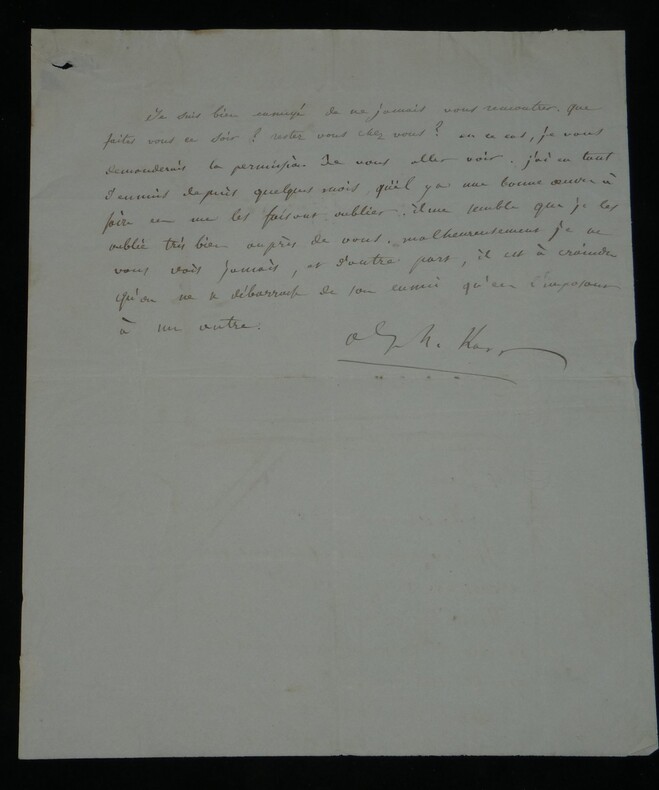 Je suis bien ennuyé de ne jamais vous rencontrer. que
faites vous ce soir ? restez vous chez vous ? en ce cas, je vous
demanderais la permission de vous aller voir. j'ai eu tant
d'ennuis depuis quelques mois, qu'il y a une bonne œuvre à
faire en me les faisant oublier. il me semble que je les
oublie très bien auprès de vous. malheureusement je ne
vous vois jamais, et d'autre part, il est à craindre
qu'on ne se débarrasse de son ennui qu'en l'imposant
à un autre.
Alph. Karr